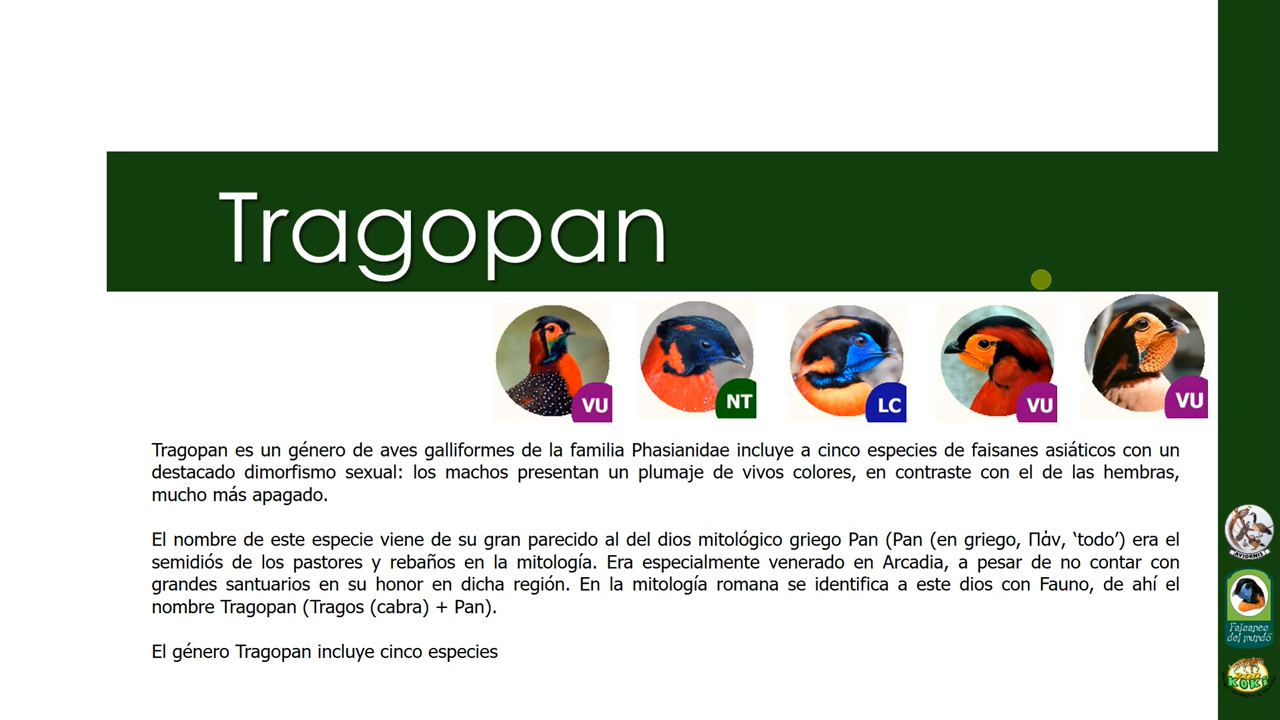 Tragopan
VU
NT
LC
VU
VU
Tragopan es un género de aves galliformes de la familia Phasianidae incluye a cinco especies de faisanes asiáticos con un
destacado dimorfismo sexual: los machos presentan un plumaje de vivos colores, en contraste con el de las hembras,
mucho más apagado.
El nombre de este especie viene de su gran parecido al del dios mitológico griego Pan (Pan (en griego, Πάν, ‘todo’) era el
semidiós de los pastores y rebaños en la mitología. Era especialmente venerado en Arcadia, a pesar de no contar con
grandes santuarios en su honor en dicha región. En la mitología romana se identifica a este dios con Fauno, de ahí el
nombre Tragopan (Tragos (cabra) + Pan).
El género Tragopan incluye cinco especies
AVIORNIS
Faisanes
del mundo
KOKI